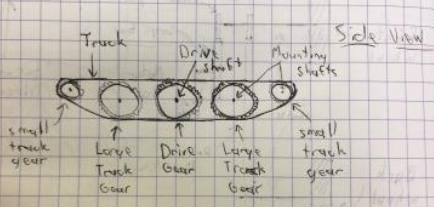 Side View
Track
Drive
shaft
Mounting
shafts
small
track
gear
Large
Track
Gear
Drive
Gear
Large
Track
Gear
small
track
gear